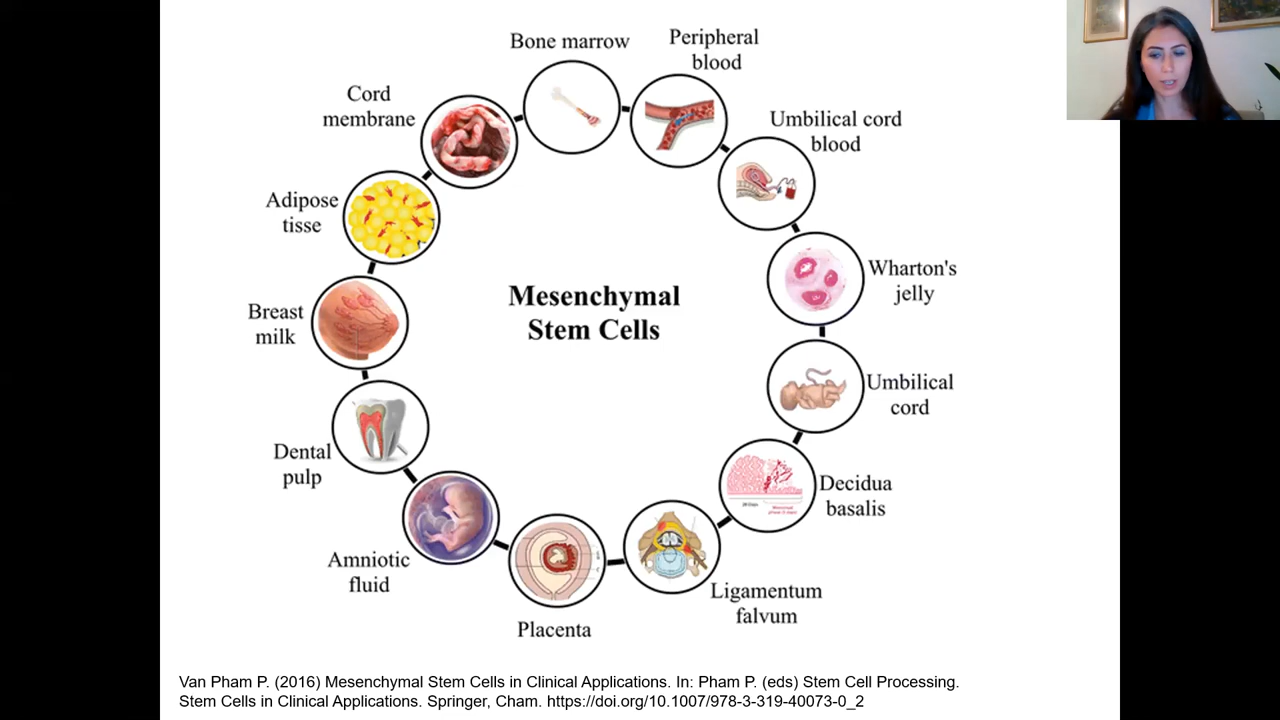 Bone marrow
Peripheral
blood
Cord
membrane
Umbilical cord
blood
Adipose
tisse
Wharton's
jelly
Mesenchymal
Stem Cells
Breast
milk
Umbilical
cord
Dental
pulp
Decidua
basalis
Amniotic
fluid
Ligamentum
falvum
Placenta
Van Pham P. (2016) Mesenchymal Stem Cells in Clinical Applications. In: Pham P. (eds) Stem Cell Processing.
Stem Cells in Clinical Applications. Springer, Cham. https://doi.org/10.1007/978-3-319-40073-0_2